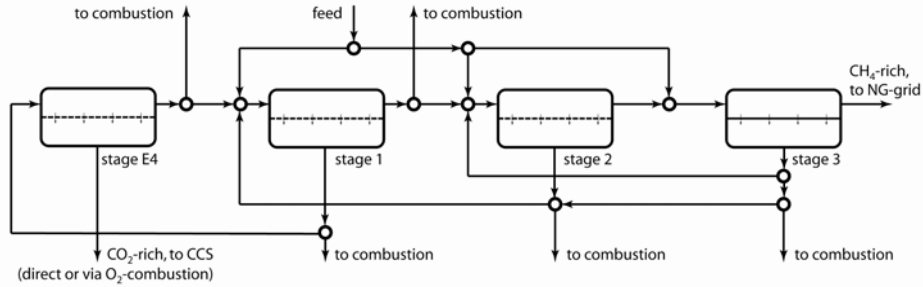 to combustion
feed
to combustion
CH₄-rich,
to NG-grid
stage E4
stage 1
stage 2
stage 3
CO₂-rich, to CCS
(direct or via O₂-combustion)
to combustion
to combustion
to combustion